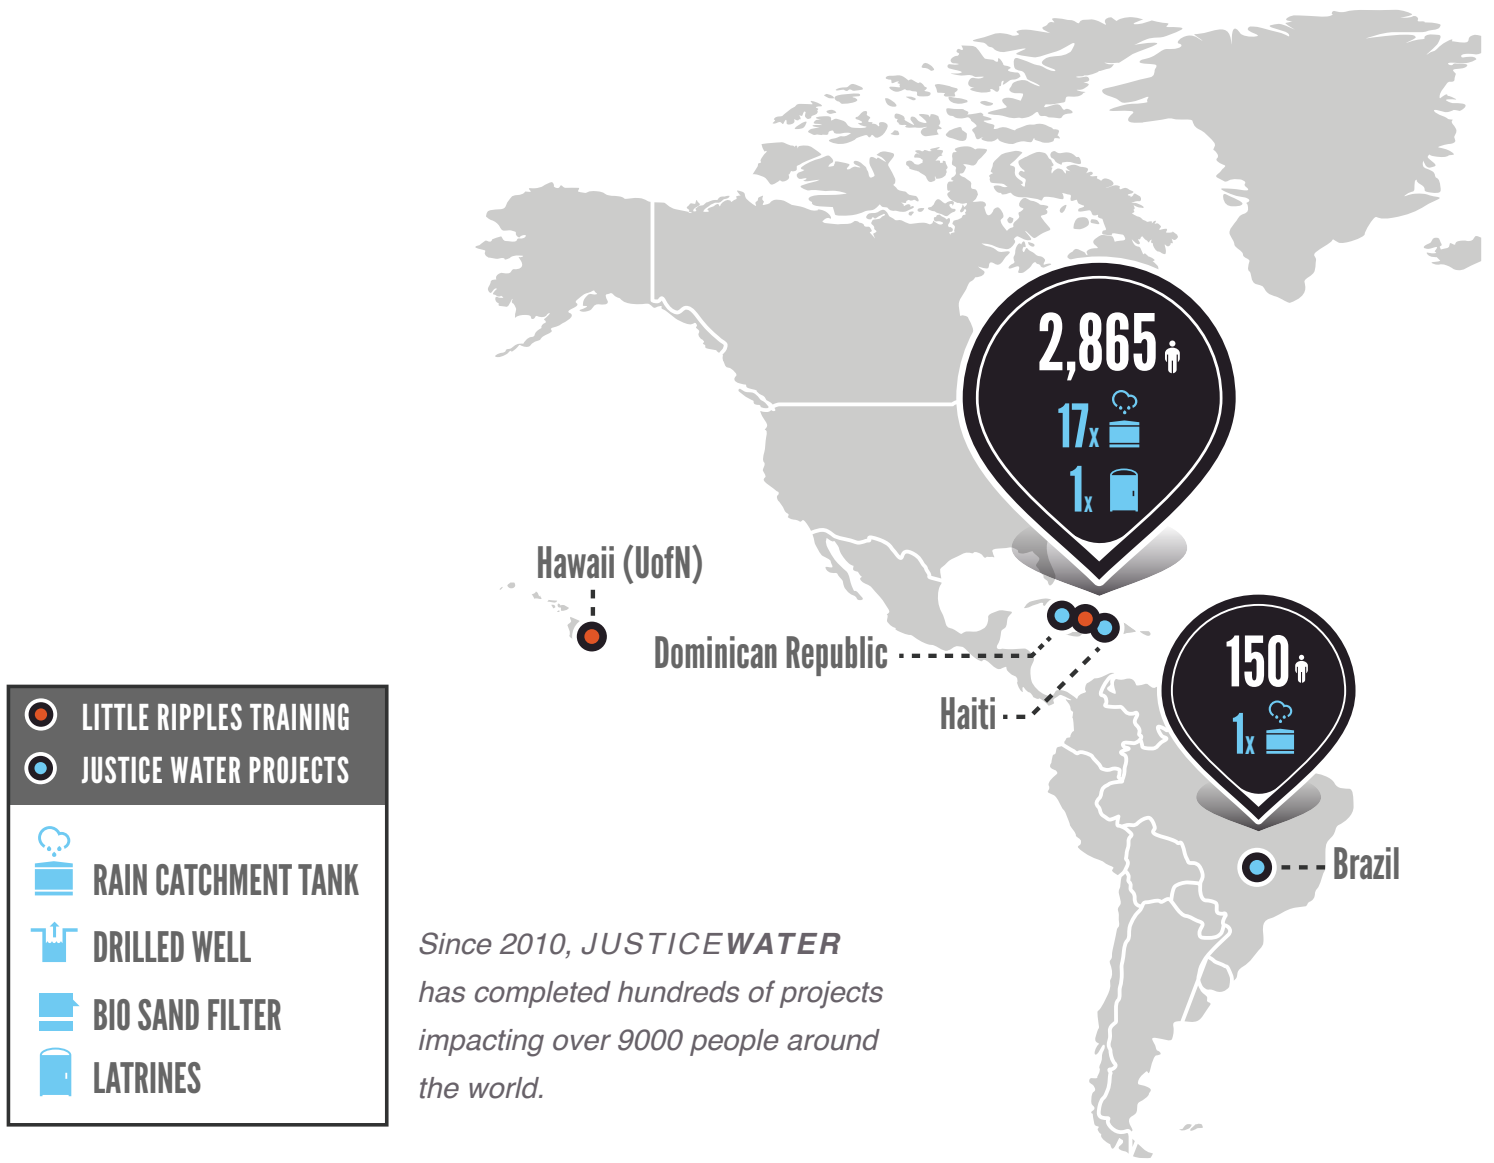 2,865
17x
1x
Hawaii (UofN)
Dominican Republic
Haiti
150
1x
Brazil
LITTLE RIPPLES TRAINING
JUSTICE WATER PROJECTS
RAIN CATCHMENT TANK
DRILLED WELL
BIO SAND FILTER
LATRINES
Since 2010, JUSTICEWATER
has completed hundreds of projects
impacting over 9000 people around
the world.